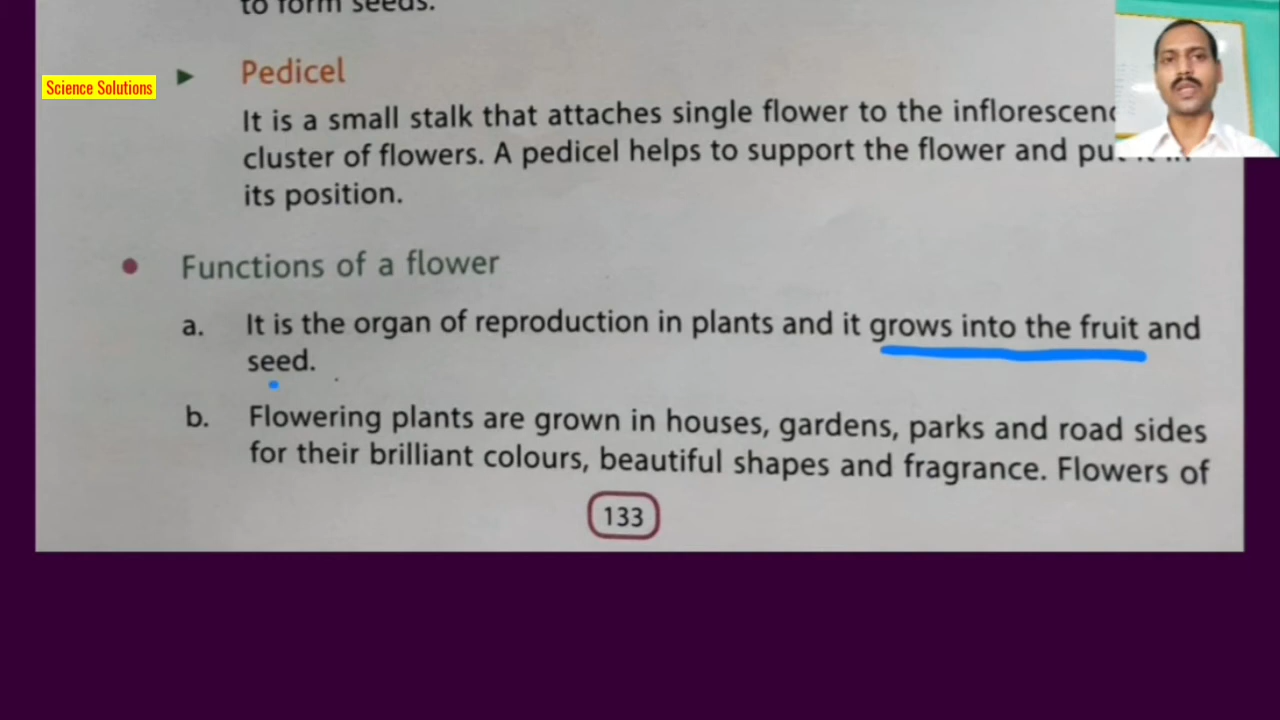 to form seeds.
Science Solutions
► Pedicel
It is a small stalk that attaches single flower to the
cluster of flowers. A pedicel helps to support the flower and
its position.
• Functions of a flower
a. It is the organ of reproduction in plants and it grows into the fruit and
seed.
b. Flowering plants are grown in houses, gardens, parks and road sides
for their brilliant colours, beautiful shapes and fragrance. Flowers of
133